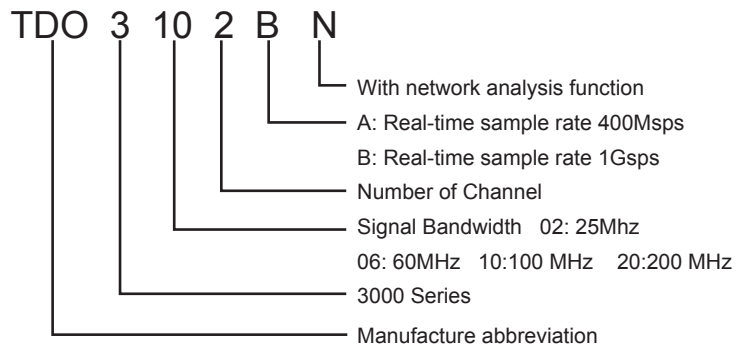 TDO 3 10 2 B N
With network analysis function
A: Real-time sample rate 400Msps
B: Real-time sample rate 1Gsps
Number of Channel
Signal Bandwidth 02: 25Mhz
06: 60MHz 10:100 MHz 20:200 MHz
3000 Series
Manufacture abbreviation